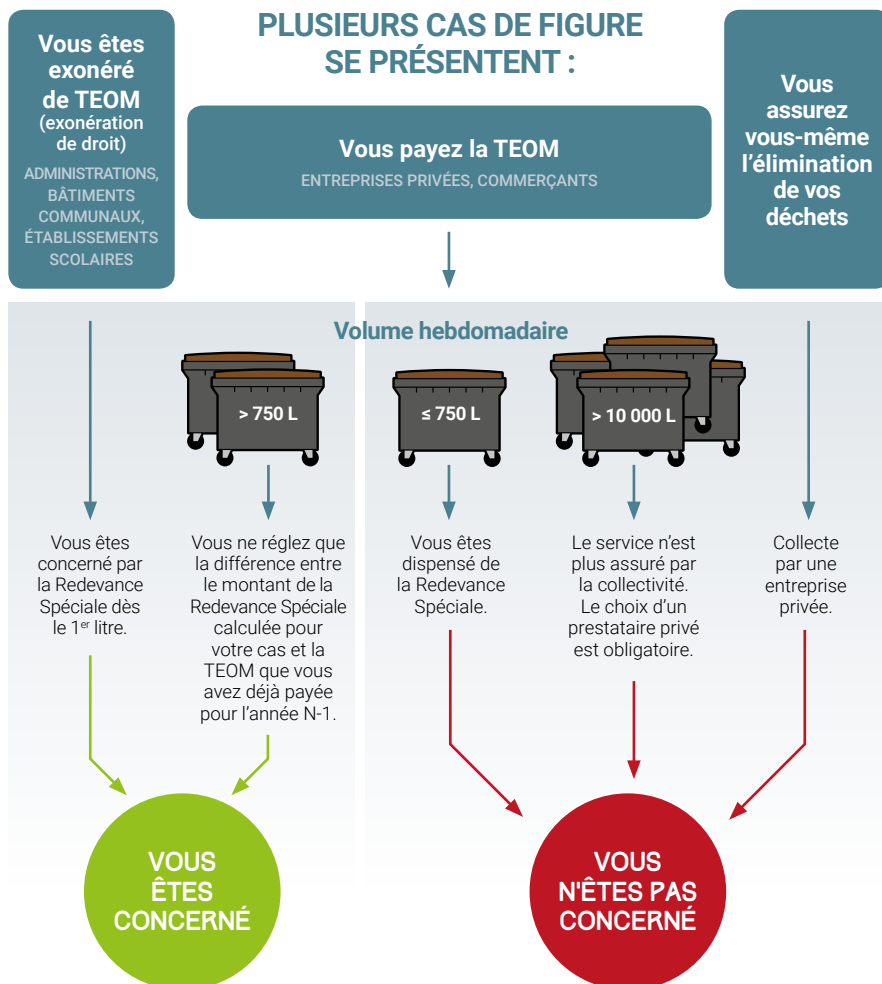 PLUSIEURS CAS DE FIGURE
SE PRÉSENTENT :
Vous êtes
exonéré
de TEOM
(exonération
de droit)
ADMINISTRATIONS,
BÂTIMENTS
COMMUNAUX,
ÉTABLISSEMENTS
SCOLAIRES
Vous payez la TEOM
ENTREPRISES PRIVÉES, COMMERÇANTS
Vous
assurez
vous-même
l’élimination
de vos
déchets
Volume hebdomadaire
> 750 L
≤ 750 L
> 10 000 L
Vous êtes
concerné par
la Redevance
Spéciale dès
le 1er litre.
Vous ne réglez que
la différence entre
le montant de la
Redevance Spéciale
calculée pour
votre cas et la
TEOM que vous
avez déjà payée
pour l’année N-1.
Vous êtes
dispensé de
la Redevance
Spéciale.
Le service n’est
plus assuré par
la collectivité.
Le choix d’un
prestataire privé
est obligatoire.
Collecte
par une
entreprise
privée.
VOUS
ÊTES
CONCERNÉ
VOUS
N'ÊTES PAS
CONCERNÉ